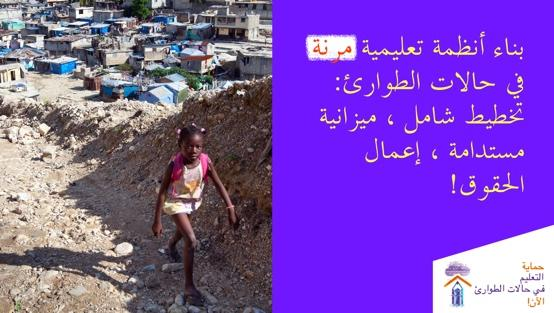 بناء أنظمة تعليمية مرنة
في حالات الطوارئ:
تخطيط شامل ، ميزانية
مستدامة ، إعمال
الحقوق!
حماية
التعليم
في حالات الطوارئ
الآن!